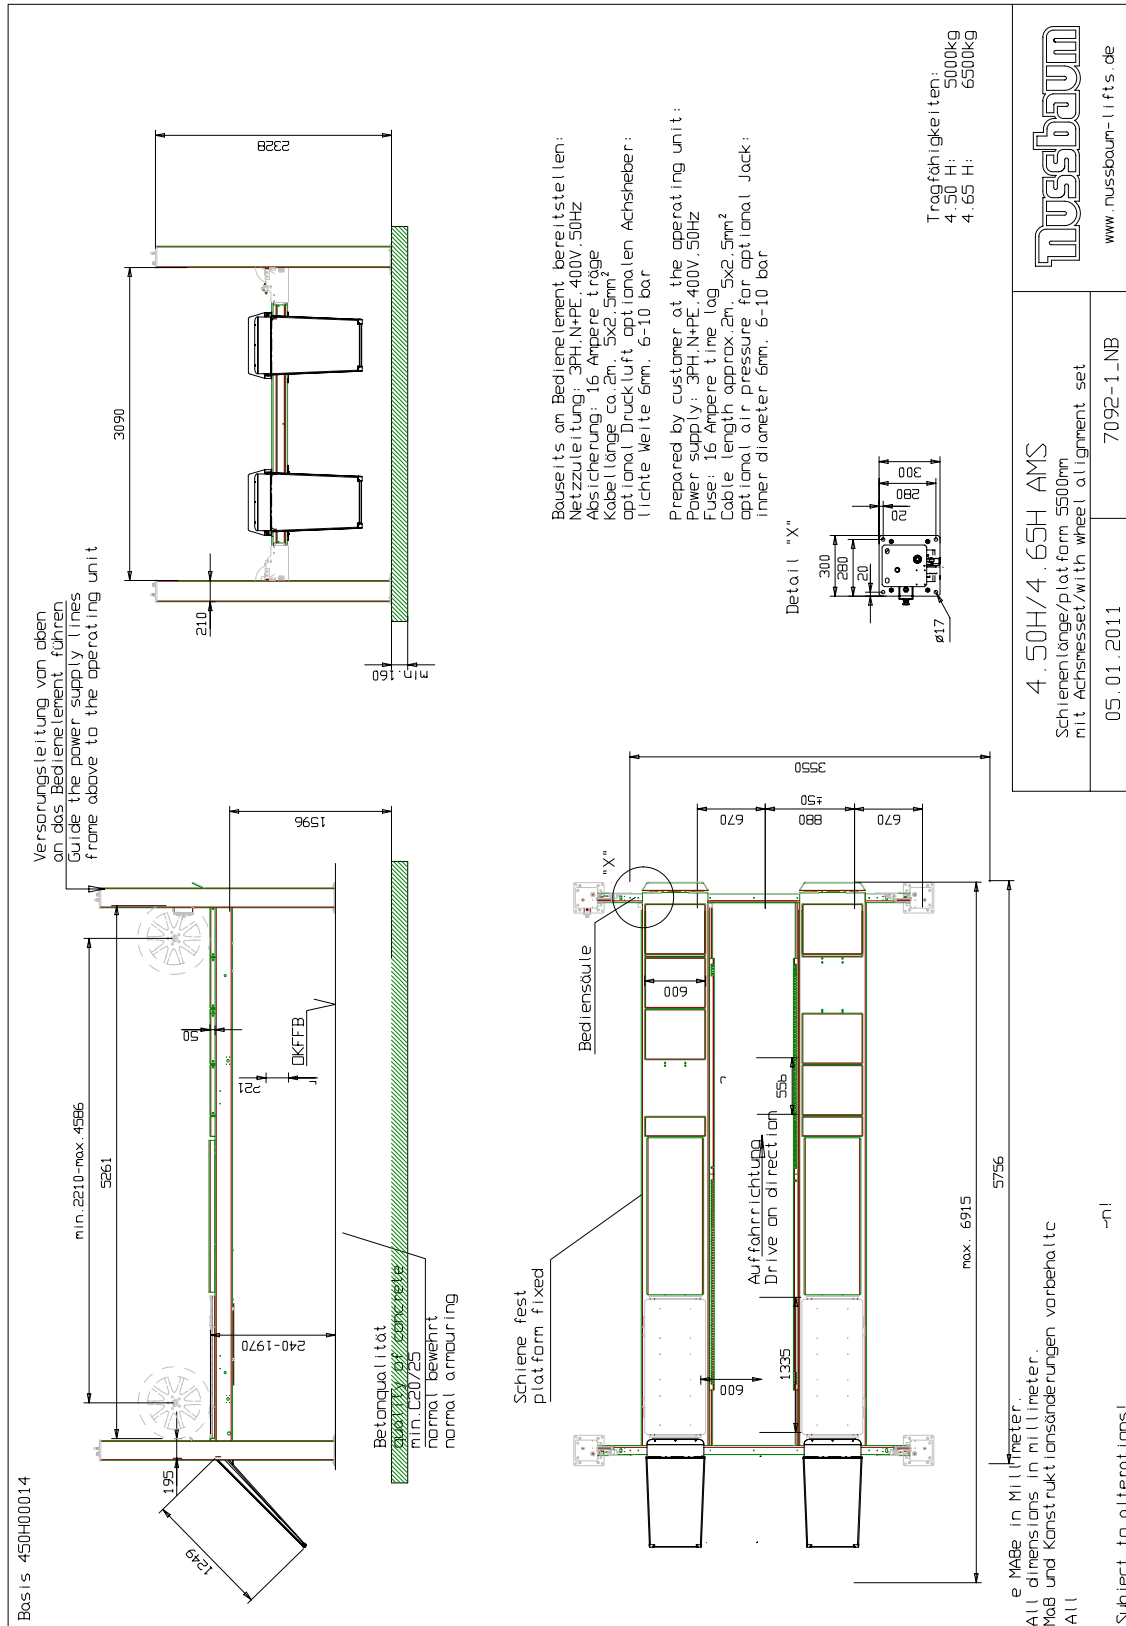 Basis 450H00014
Versorungsleitung von oben
an das Bedienelement führen
Guide the power supply lines
frome above to the operating unit
min.2210-max.4586
5261
195
1249
50
221
OKFFB
240-1970
1596
Betonqualität
quality of concrete
min.C20/25
normal bewehrt
normal armouring
2328
3090
210
min.160
Bauseits am Bedienelement bereitstellen:
Netzzuleitung: 3PH,N+PE,400V,50Hz
Absicherung: 16 Ampere träge
Kabellänge ca.2m, 5x2,5mm²
optional Druckluft optionalen Achsheber:
lichte Weite 6mm, 6-10 bar
Prepared by customer at the operating unit:
Power supply: 3PH,N+PE,400V,50Hz
Fuse: 16 Ampere time lag
Cable length approx.2m, 5x2,5mm²
optional air pressure for optional Jack:
inner diameter 6mm, 6-10 bar
Schiene fest
platform fixed
Bediensäule
"X"
600
Auffahrrichtung
Drive on direction
556
1335
600
670
880
±50
670
3550
max. 6915
5756
Detail "X"
300
280
20
300
280
20
ø17
Tragfähigkeiten:
4.50 H: 5000kg
4.65 H: 6500kg
e MAße in Millimeter.
All dimensions in millimeter.
Maß und Konstruktionsänderungen vorbehalt
All
Subject to alterations!
4.50H/4.65H AMS
Schienenlänge/platform 5500mm
mit Achsmesset/with wheel alignment set
05.01.2011
7092-1_NB
Nussbaum
www.nussbaum-lifts.de